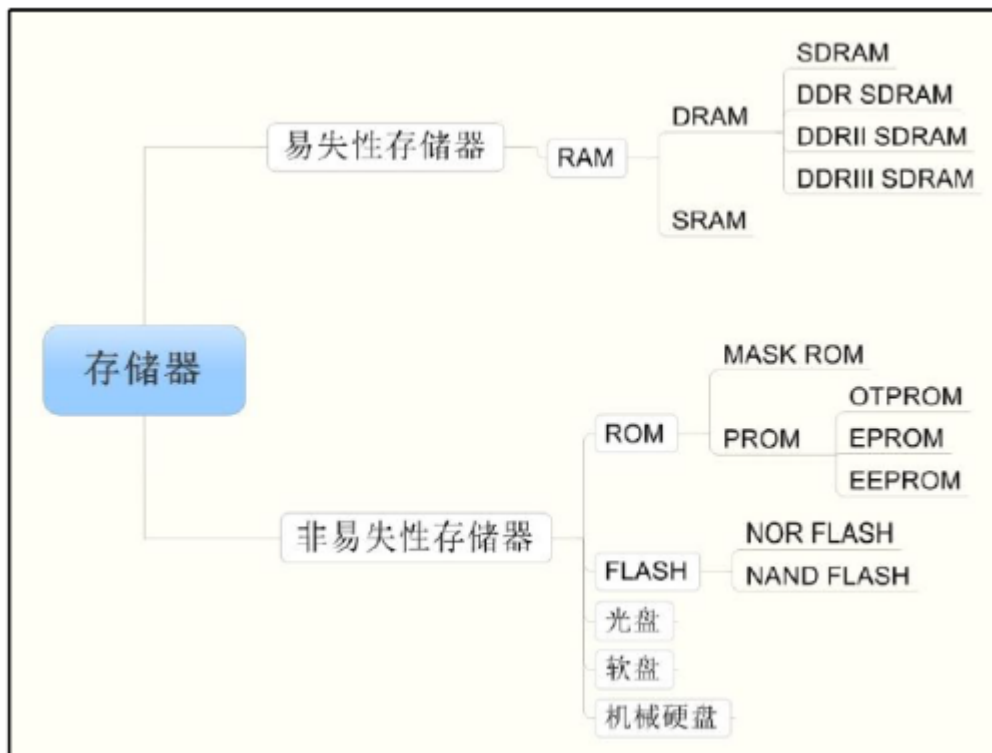 存储器
易失性存储器
RAM
DRAM
SDRAM
DDR SDRAM
DDRII SDRAM
DDRIII SDRAM
SRAM
非易失性存储器
ROM
MASK ROM
PROM
OTPROM
EPROM
EEPROM
FLASH
NOR FLASH
NAND FLASH
光盘
软盘
机械硬盘